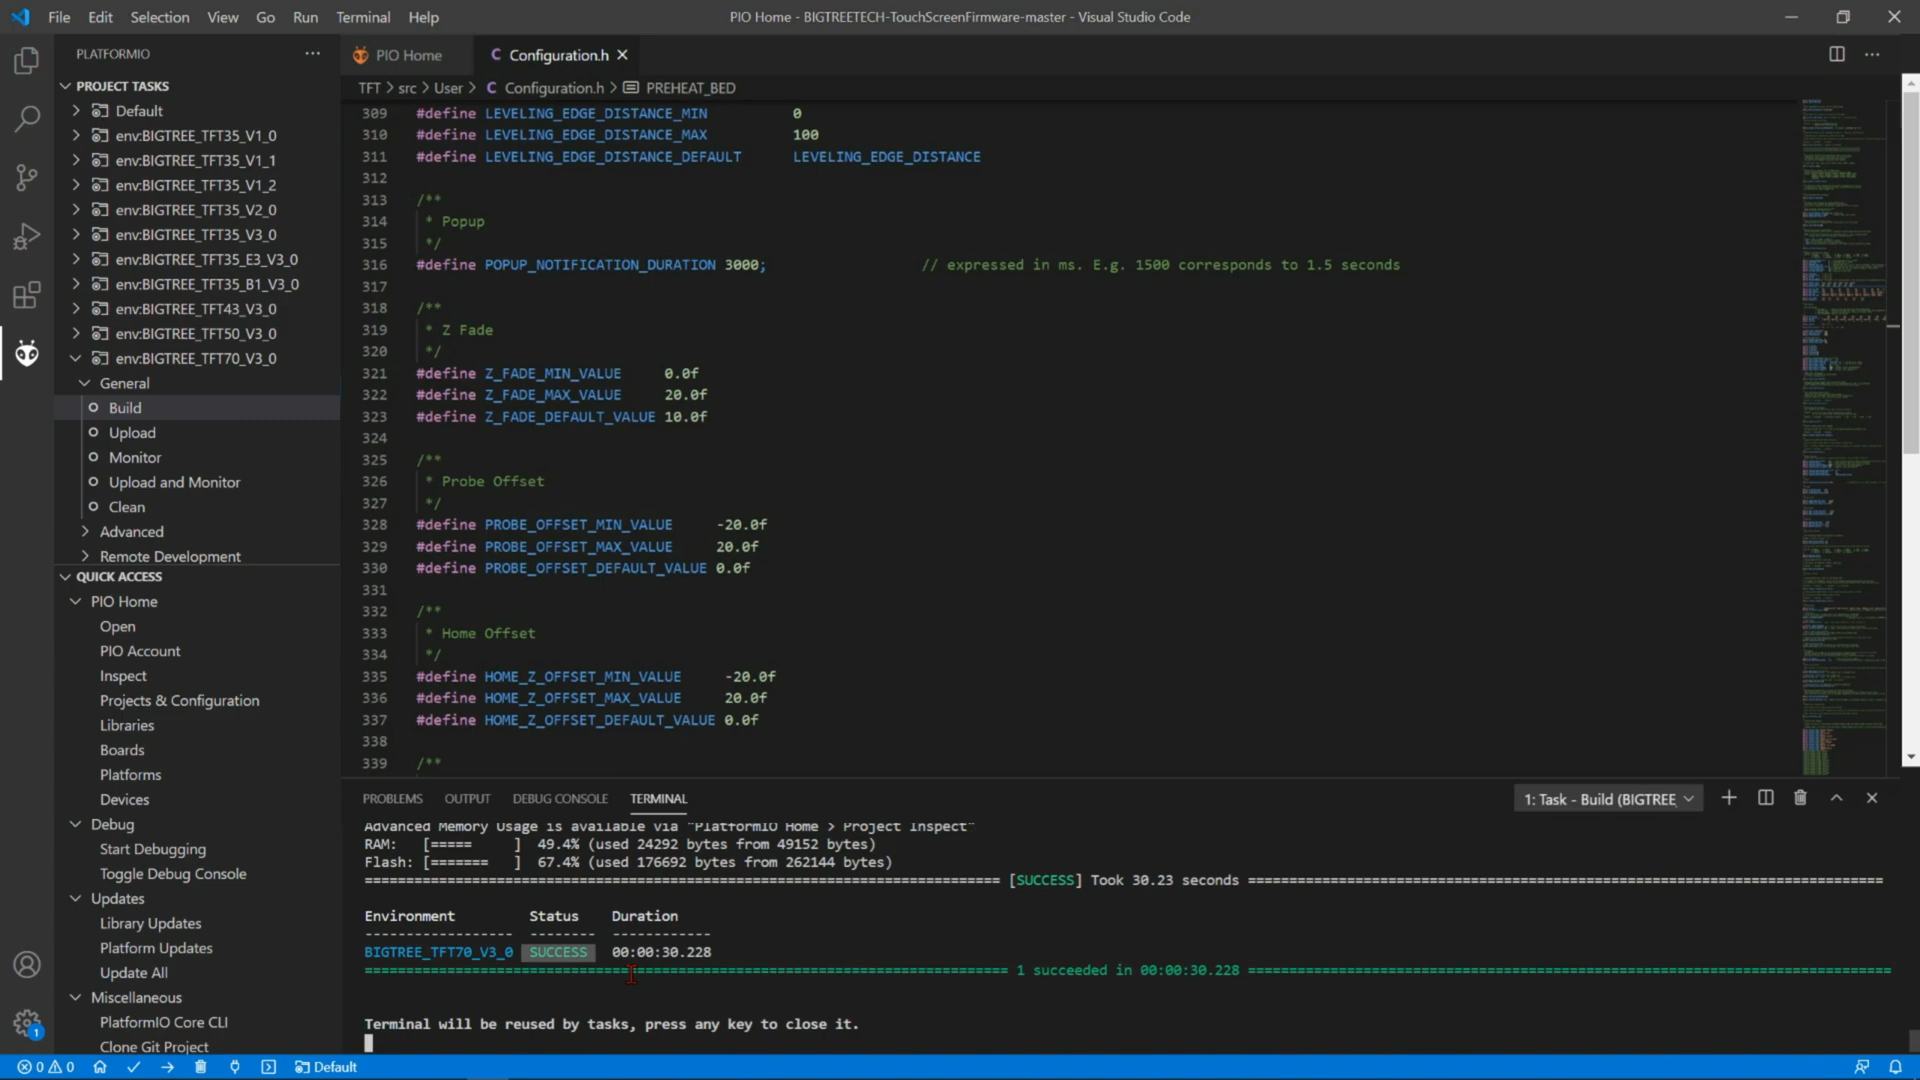 File Edit Selection View Go Run Terminal Help
PIO Home - BIGTREETECH-TouchScreenFirmware-master - Visual Studio Code
PLATFORMIO
PROJECT TASKS
Default
env:BIGTREE_TFT35_V1_0
env:BIGTREE_TFT35_V1_1
env:BIGTREE_TFT35_V1_2
env:BIGTREE_TFT35_V2_0
env:BIGTREE_TFT35_V3_0
env:BIGTREE_TFT35_E3_V3_0
env:BIGTREE_TFT35_B1_V3_0
env:BIGTREE_TFT43_V3_0
env:BIGTREE_TFT50_V3_0
env:BIGTREE_TFT70_V3_0
General
Build
Upload
Monitor
Upload and Monitor
Clean
Advanced
Remote Development
QUICK ACCESS
PIO Home
Open
PIO Account
Inspect
Projects & Configuration
Libraries
Boards
Platforms
Devices
Debug
Start Debugging
Toggle Debug Console
Updates
Library Updates
Platform Updates
Update All
Miscellaneous
PlatformIO Core CLI
Clone Git Project
1
PIO Home
C Configuration.h
TFT > src > User > C Configuration.h > PREHEAT_BED
309 #define LEVELING_EDGE_DISTANCE_MIN 0
310 #define LEVELING_EDGE_DISTANCE_MAX 100
311 #define LEVELING_EDGE_DISTANCE_DEFAULT LEVELING_EDGE_DISTANCE
312
313 /**
314 * Popup
315 */
316 #define POPUP_NOTIFICATION_DURATION 3000; // expressed in ms. E.g. 1500 corresponds to 1.5 seconds
317
318 /**
319 * Z Fade
320 */
321 #define Z_FADE_MIN_VALUE 0.0f
322 #define Z_FADE_MAX_VALUE 20.0f
323 #define Z_FADE_DEFAULT_VALUE 10.0f
324
325 /**
326 * Probe Offset
327 */
328 #define PROBE_OFFSET_MIN_VALUE -20.0f
329 #define PROBE_OFFSET_MAX_VALUE 20.0f
330 #define PROBE_OFFSET_DEFAULT_VALUE 0.0f
331
332 /**
333 * Home Offset
334 */
335 #define HOME_Z_OFFSET_MIN_VALUE -20.0f
336 #define HOME_Z_OFFSET_MAX_VALUE 20.0f
337 #define HOME_Z_OFFSET_DEFAULT_VALUE 0.0f
338
339 /**
PROBLEMS OUTPUT DEBUG CONSOLE TERMINAL
1: Task - Build (BIGTREE
Advanced Memory Usage is available via "PlatformIO Home > Project Inspect"
RAM: [===== ] 49.4% (used 24292 bytes from 49152 bytes)
Flash: [======= ] 67.4% (used 176692 bytes from 262144 bytes)
[SUCCESS] Took 30.23 seconds
Environment Status Duration
------------------ -------- ------------
BIGTREE_TFT70_V3_0 SUCCESS 00:00:30.228
1 succeeded in 00:00:30.228
Terminal will be reused by tasks, press any key to close it.
0 0 Default